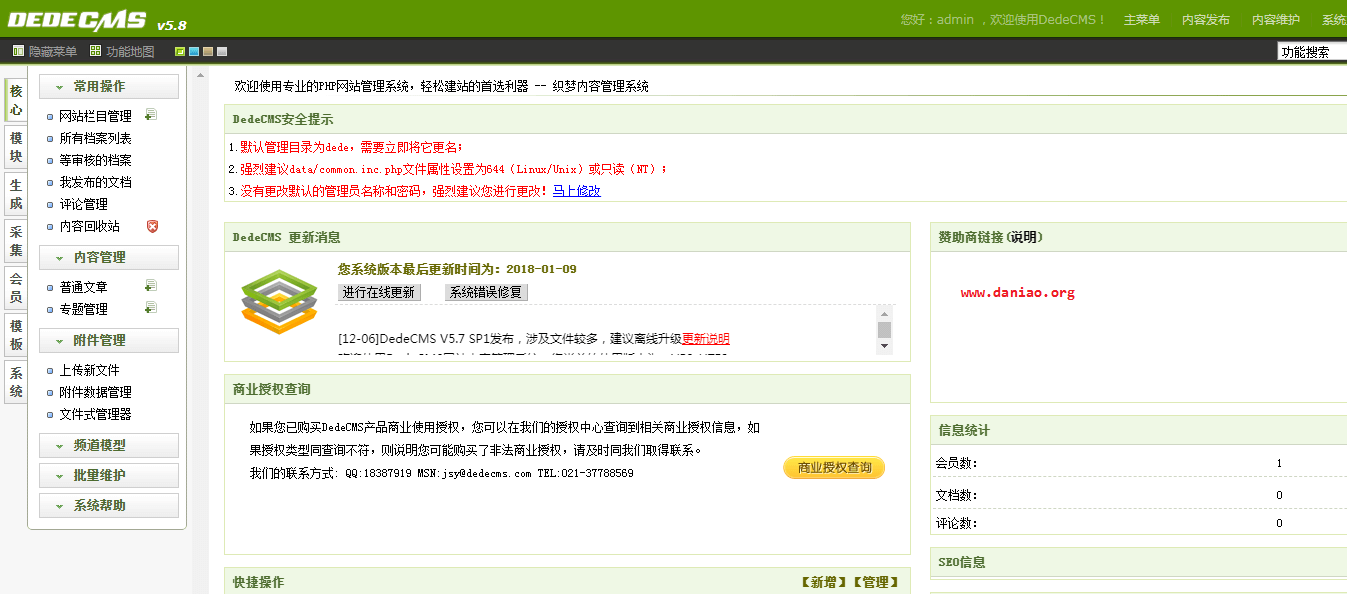 DEDECMS v5.8
您好：admin ，欢迎使用DedeCMS！ 主菜单 内容发布 内容维护 系统
隐藏菜单 功能地图
功能搜索
核心
模块
生成
采集
会员
模板
系统
常用操作
网站栏目管理
所有档案列表
等审核的档案
我发布的文档
评论管理
内容回收站
内容管理
普通文章
专题管理
附件管理
上传新文件
附件数据管理
文件式管理器
频道模型
批量维护
系统帮助
欢迎使用专业的PHP网站管理系统，轻松建站的首选利器 -- 织梦内容管理系统
DedeCMS安全提示
1.默认管理目录为dede，需要立即将它更名；
2.强烈建议data/common.inc.php文件属性设置为644（Linux/Unix）或只读（NT）；
3.没有更改默认的管理员名称和密码，强烈建议您进行更改！马上修改
DedeCMS 更新消息
您系统版本最后更新时间为：2018-01-09
进行在线更新 系统错误修复
[12-06]DedeCMS V5.7 SP1发布，涉及文件较多，建议离线升级更新说明
商业授权查询
如果您已购买DedeCMS产品商业使用授权，您可以在我们的授权中心查询到相关商业授权信息，如
果授权类型同查询不符，则说明您可能购买了非法商业授权，请及时同我们取得联系。
我们的联系方式：QQ:18387919 MSN:jsy@dedecms.com TEL:021-37788569
商业授权查询
快捷操作 【新增】【管理】
赞助商链接(说明)
www.daniao.org
信息统计
会员数： 1
文档数： 0
评论数： 0
SEO信息